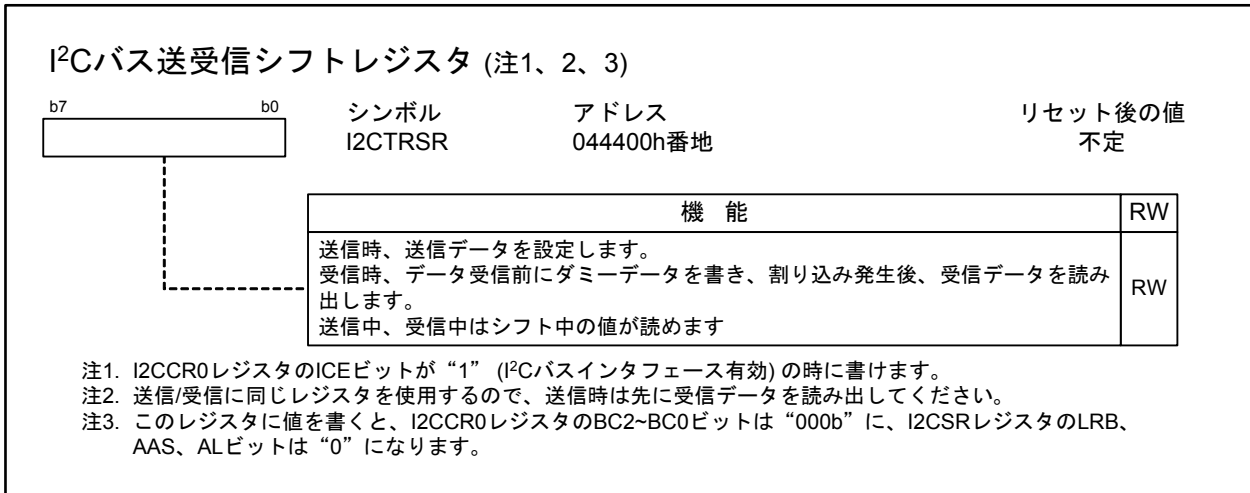 I²Cバス送受信シフトレジスタ (注1、2、3)
b7 b0 シンボル アドレス リセット後の値
I2CTRSR 044400h番地 不定
機 能 RW
送信時、送信データを設定します。
受信時、データ受信前にダミーデータを書き、割り込み発生後、受信データを読み
出します。
送信中、受信中はシフト中の値が読めます
RW
注1. I2CCR0レジスタのICEビットが“1” (I²Cバスインタフェース有効) の時に書けます。
注2. 送信/受信に同じレジスタを使用するので、送信時は先に受信データを読み出してください。
注3. このレジスタに値を書くと、I2CCR0レジスタのBC2~BC0ビットは“000b”に、I2CSRレジスタのLRB、
AAS、ALビットは“0”になります。